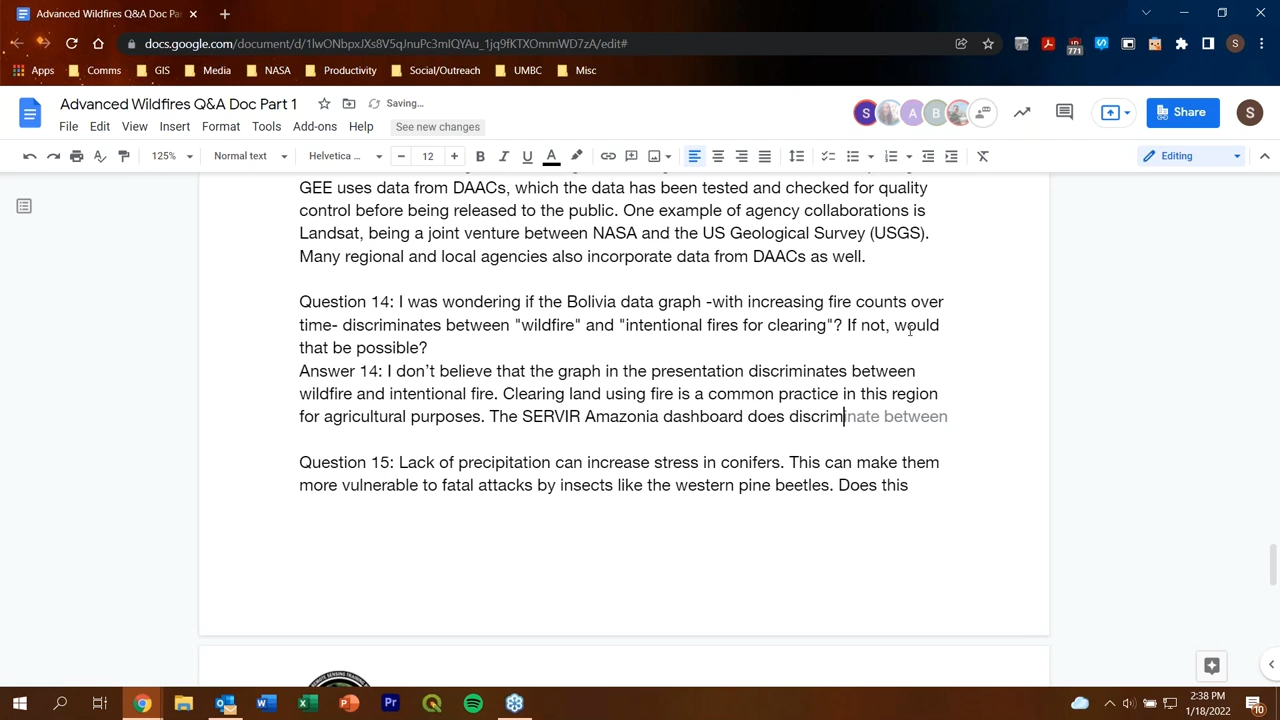 Advanced Wildfires Q&A Doc Pa
docs.google.com/document/d/1lwONbpxJXs8V5qJnuPc3mIQYAu_1jq9fKTXOmmWD7zA/edit#
771
S
Apps
Comms
GIS
Media
NASA
Productivity
Social/Outreach
UMBC
Misc
Advanced Wildfires Q&A Doc Part 1
Saving...
File Edit View Insert Format Tools Add-ons Help See new changes
S
A
B
Share
S
125% Normal text Helvetica ... 12 B I U A
Editing
GEE uses data from DAACs, which the data has been tested and checked for quality
control before being released to the public. One example of agency collaborations is
Landsat, being a joint venture between NASA and the US Geological Survey (USGS).
Many regional and local agencies also incorporate data from DAACs as well.
Question 14: I was wondering if the Bolivia data graph -with increasing fire counts over
time- discriminates between "wildfire" and "intentional fires for clearing"? If not, would
that be possible?
Answer 14: I don’t believe that the graph in the presentation discriminates between
wildfire and intentional fire. Clearing land using fire is a common practice in this region
for agricultural purposes. The SERVIR Amazonia dashboard does discriminate between
Question 15: Lack of precipitation can increase stress in conifers. This can make them
more vulnerable to fatal attacks by insects like the western pine beetles. Does this
2:38 PM
1/18/2022
10